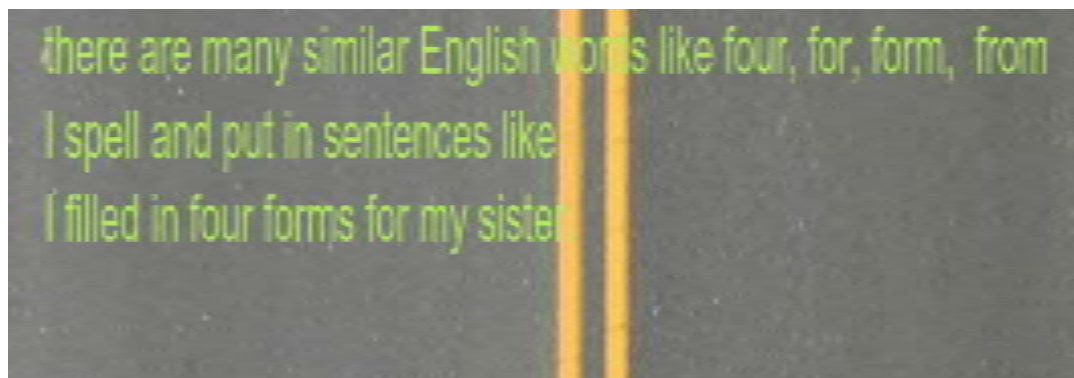 there are many similar English words like four, for, form, from
I spell and put in sentences like
I filled in four forms for my sister.